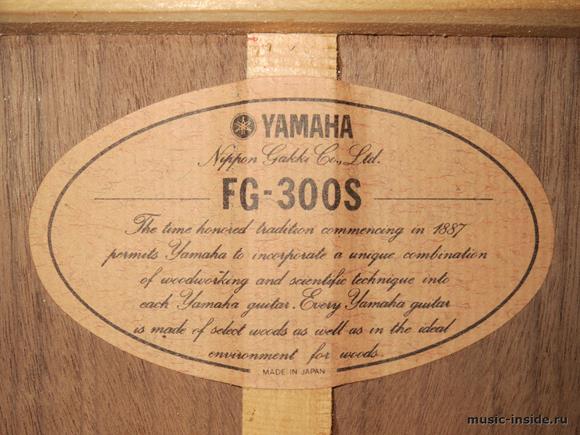 YAMAHA
Nippon Gakki Co., Ltd.
FG-300S
The time honored tradition commencing in 1887
permits Yamaha to incorporate a unique combination
of woodworking and scientific technique into
each Yamaha guitar. Every Yamaha guitar
is made of select woods as well as in the ideal
environment for woods.
MADE IN JAPAN
music-inside.ru